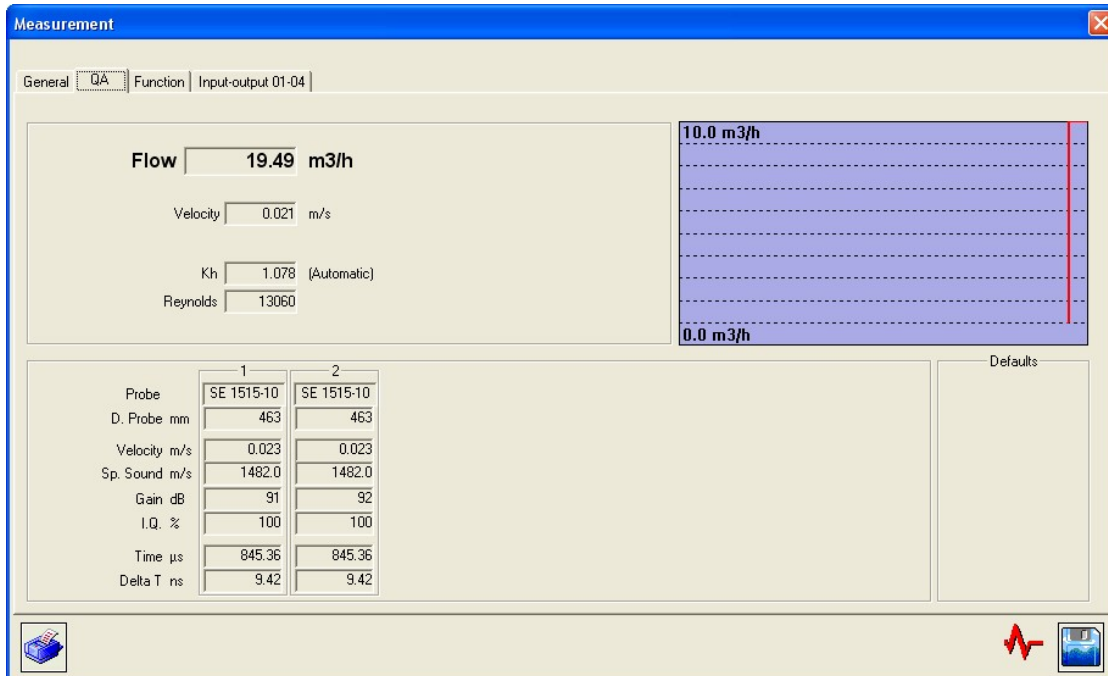 Measurement
General QA Function Input-output 01-04
Flow 19.49 m3/h
Velocity 0.021 m/s
Kh 1.078 (Automatic)
Reynolds 13060
10.0 m3/h
0.0 m3/h
1 2
Probe SE 1515-10 SE 1515-10
D. Probe mm 463 463
Velocity m/s 0.023 0.023
Sp. Sound m/s 1482.0 1482.0
Gain dB 91 92
I.Q. % 100 100
Time µs 845.36 845.36
Delta T ns 9.42 9.42
Defaults